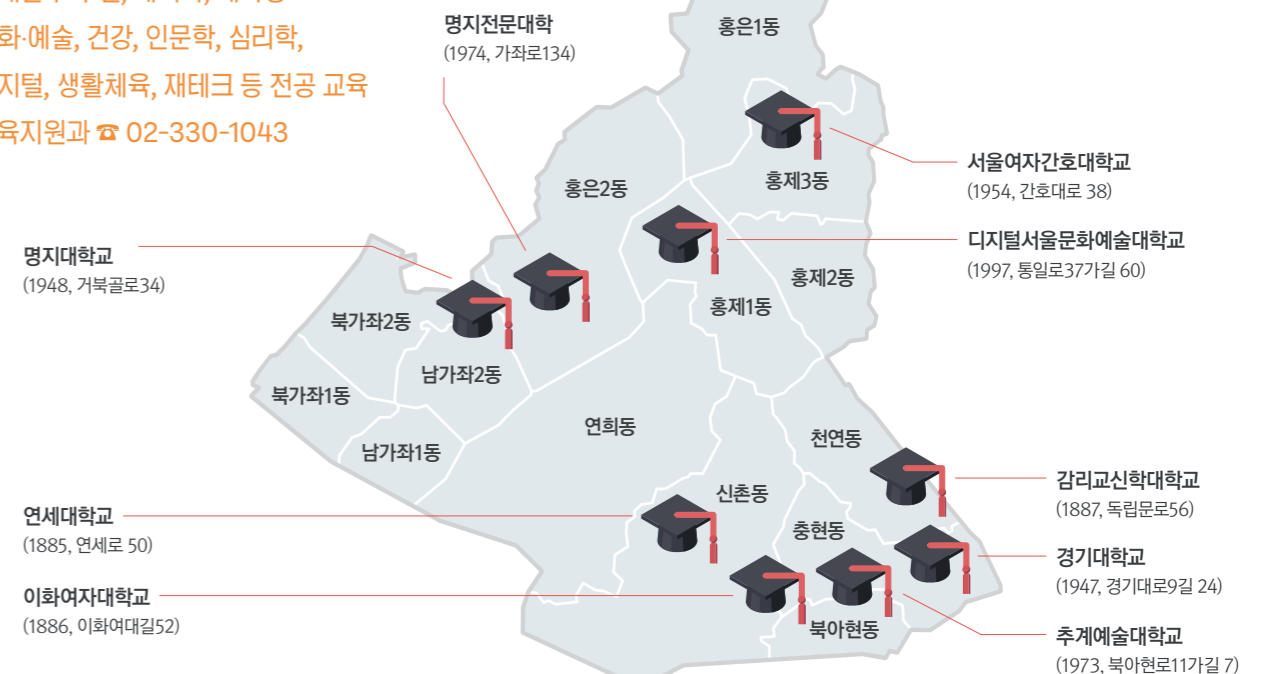 화·예술, 건강, 인문학, 심리학,
지털, 생활체육, 재테크 등 전공 교육
육지원과 ☎ 02-330-1043
명지전문대학
(1974, 가좌로134)
홍은1동
서울여자간호대학교
(1954, 간호대로 38)
홍제3동
홍은2동
디지털서울문화예술대학교
(1997, 통일로37가길 60)
명지대학교
(1948, 거북골로34)
홍제2동
홍제1동
북가좌2동
남가좌2동
북가좌1동
연희동
천연동
남가좌1동
감리교신학대학교
(1887, 독립문로56)
신촌동
연세대학교
(1885, 연세로 50)
충현동
경기대학교
(1947, 경기대로9길 24)
이화여자대학교
(1886, 이화여대길52)
북아현동
추계예술대학교
(1973, 북아현로11가길 7)